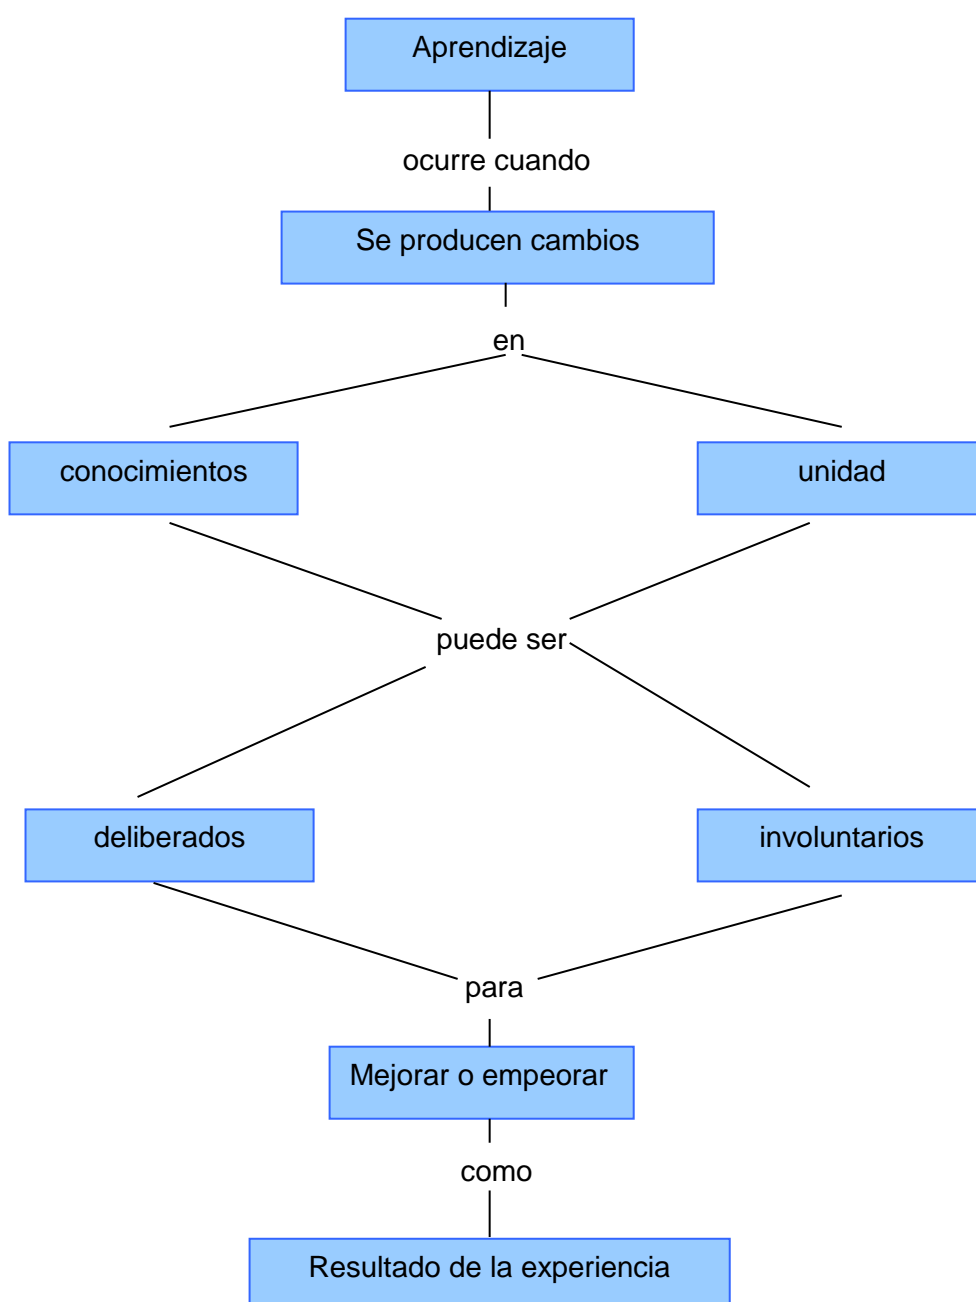 Aprendizaje
ocurre cuando
Se producen cambios
en
conocimientos
unidad
puede ser
deliberados
involuntarios
para
Mejorar o empeorar
como
Resultado de la experiencia